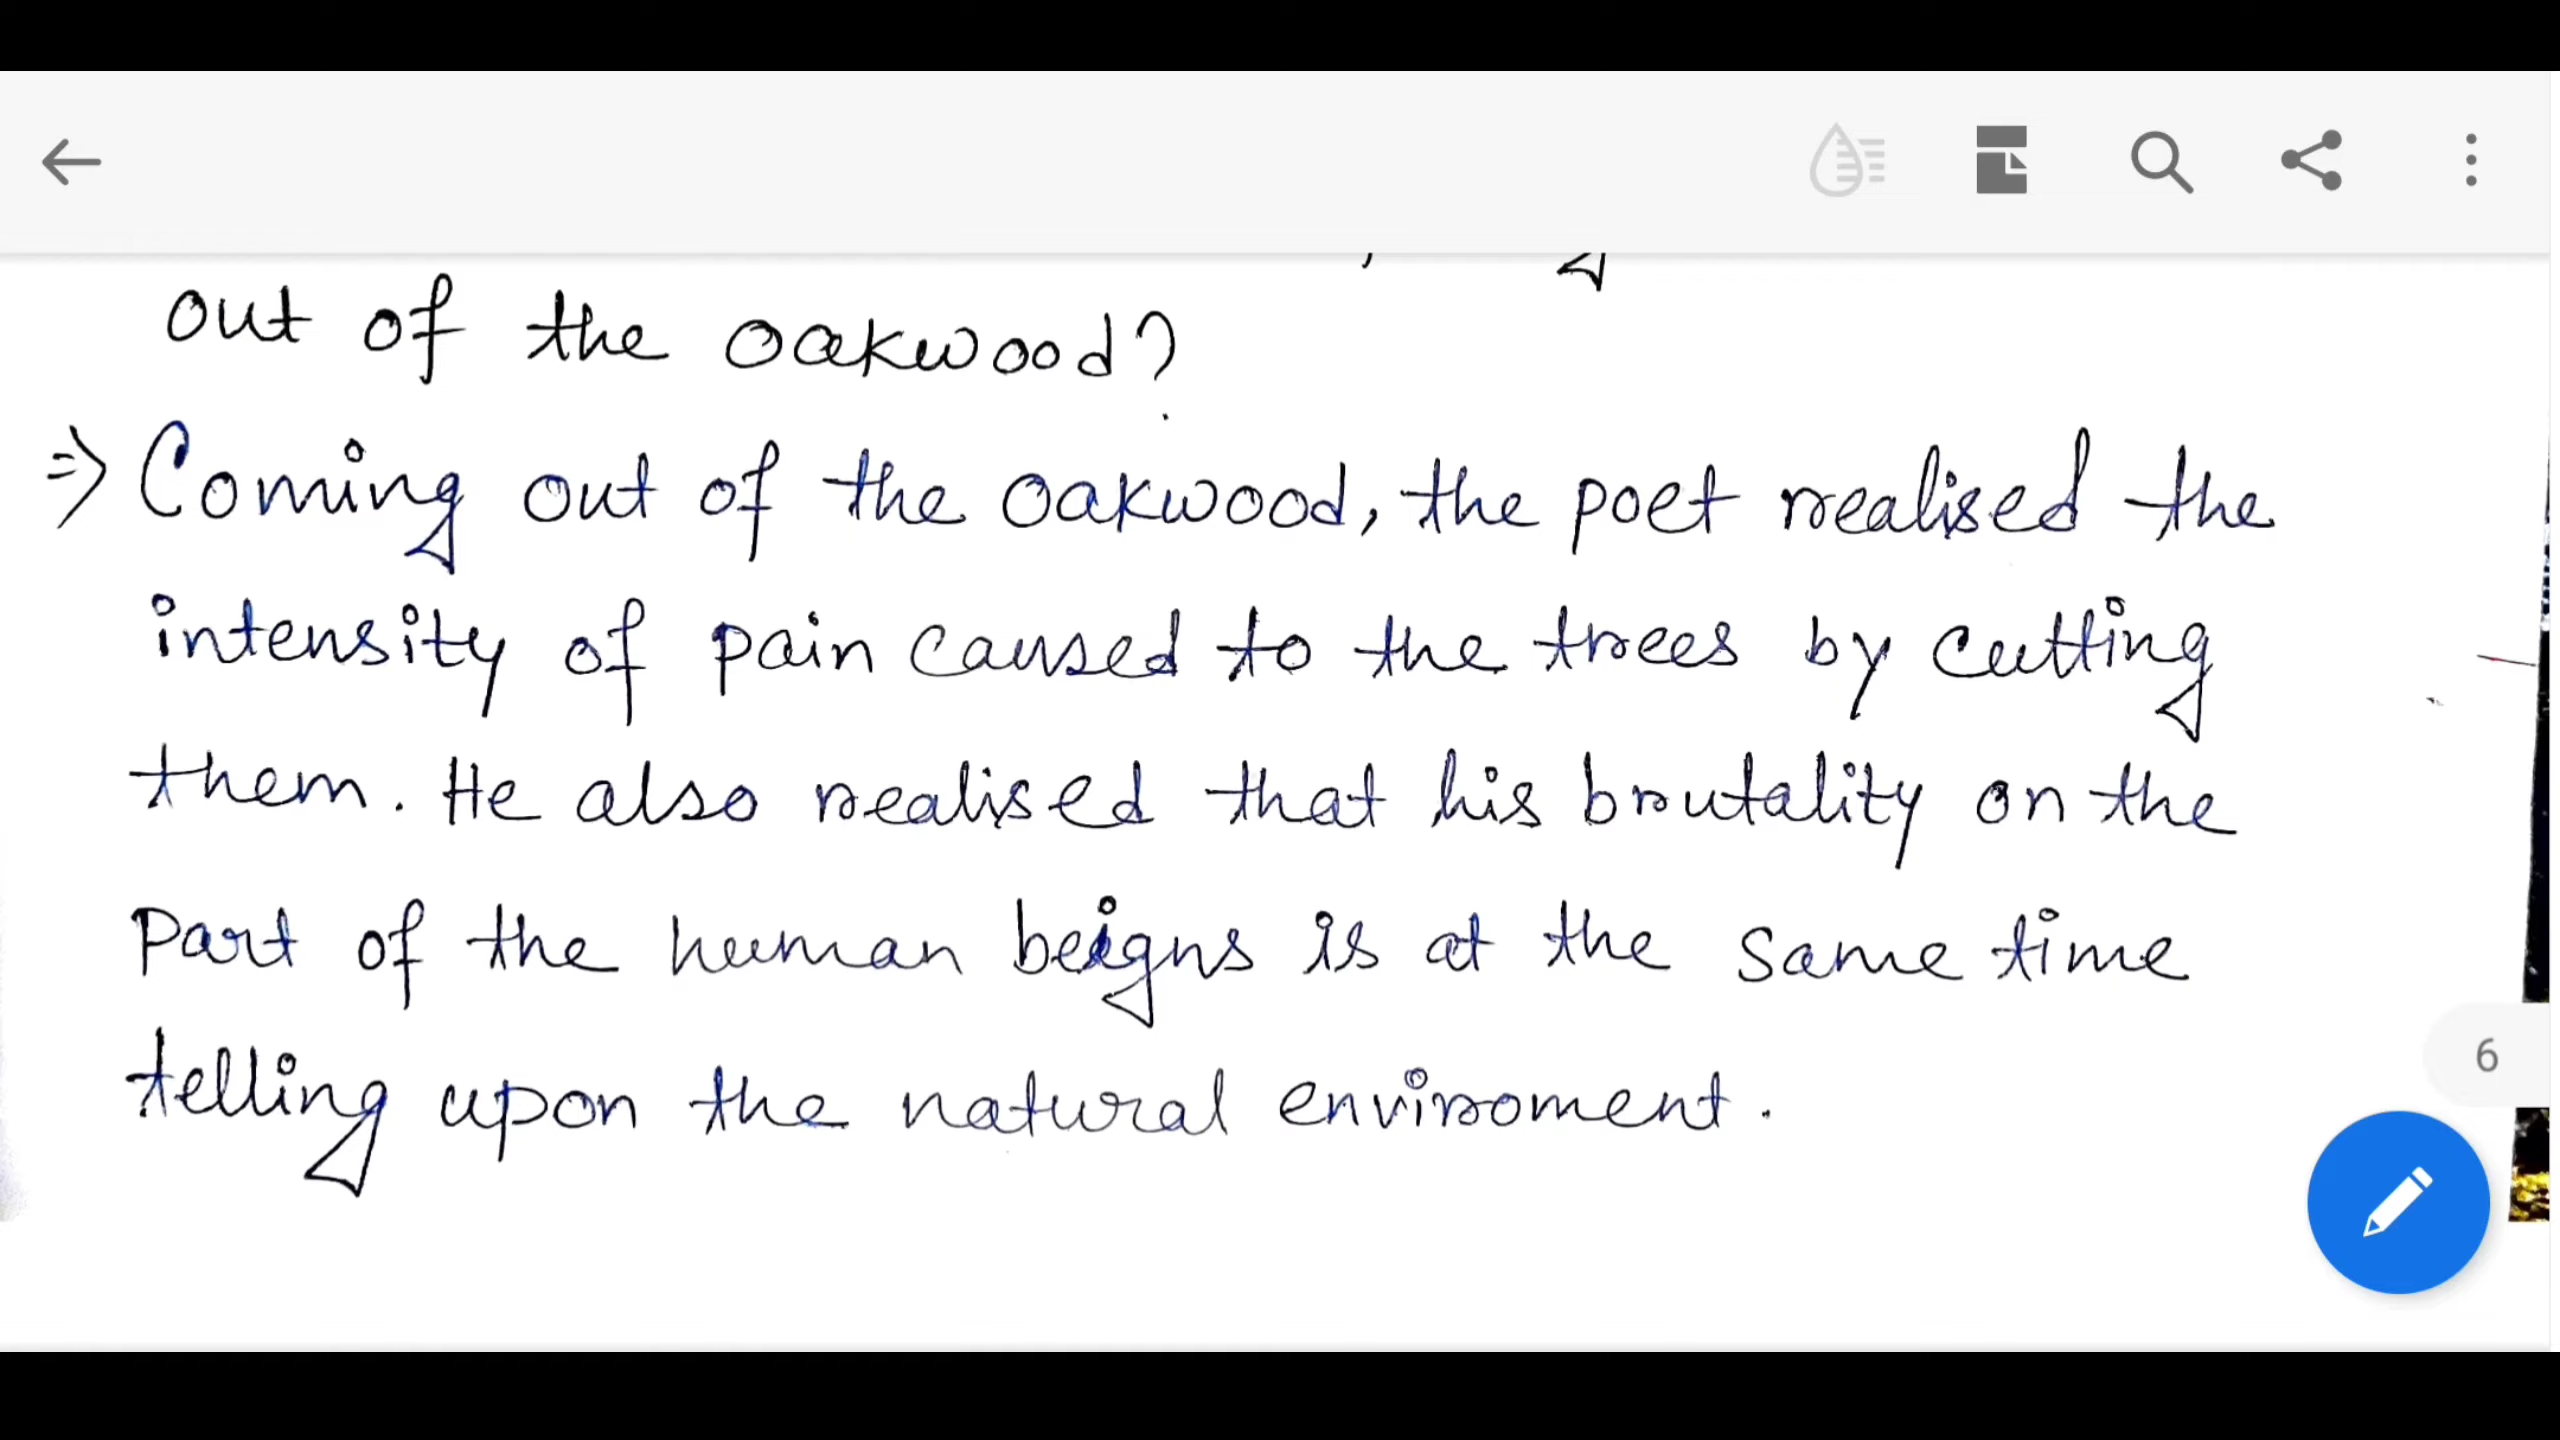 out of the oakwood?
⇒ Coming out of the oakwood, the poet realised the
intensity of pain caused to the trees by cutting
them. He also realised that his brutality on the
part of the human beigns is at the same time
telling upon the natural enviroment.
6